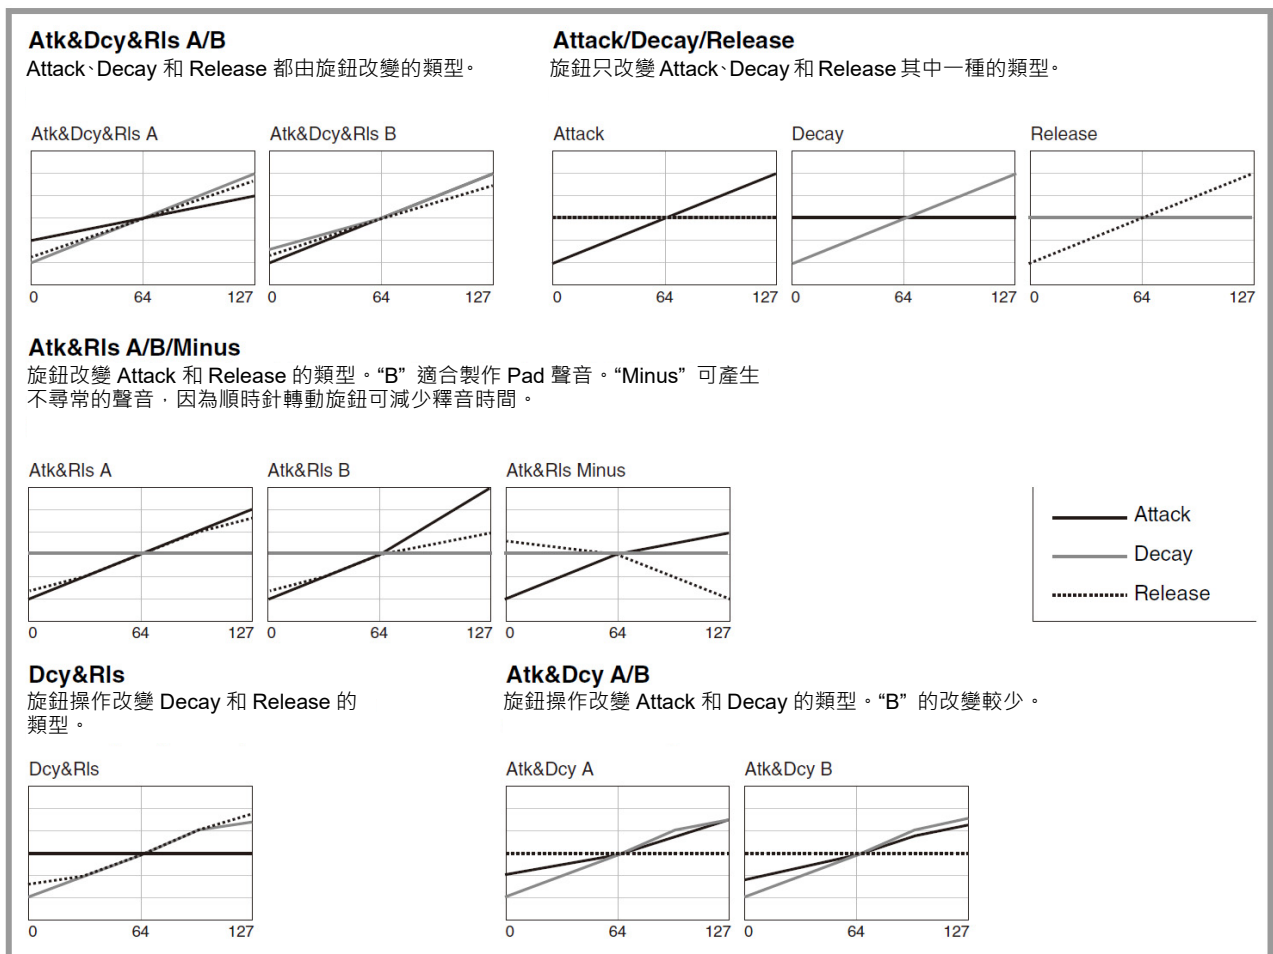 Atk&Dcy&Rls A/B
Attack、Decay 和 Release 都由旋鈕改變的類型。
Attack/Decay/Release
旋鈕只改變 Attack、Decay 和 Release 其中一種的類型。
Atk&Dcy&Rls A
Atk&Dcy&Rls B
Attack
Decay
Release
0 64 127
0 64 127
0 64 127
0 64 127
0 64 127
Atk&Rls A/B/Minus
旋鈕改變 Attack 和 Release 的類型。“B” 適合製作 Pad 聲音。“Minus” 可產生
不尋常的聲音，因為順時針轉動旋鈕可減少釋音時間。
Atk&Rls A
Atk&Rls B
Atk&Rls Minus
0 64 127
0 64 127
0 64 127
Attack
Decay
Release
Dcy&Rls
旋鈕操作改變 Decay 和 Release 的
類型。
Atk&Dcy A/B
旋鈕操作改變 Attack 和 Decay 的類型。“B” 的改變較少。
Dcy&Rls
Atk&Dcy A
Atk&Dcy B
0 64 127
0 64 127
0 64 127